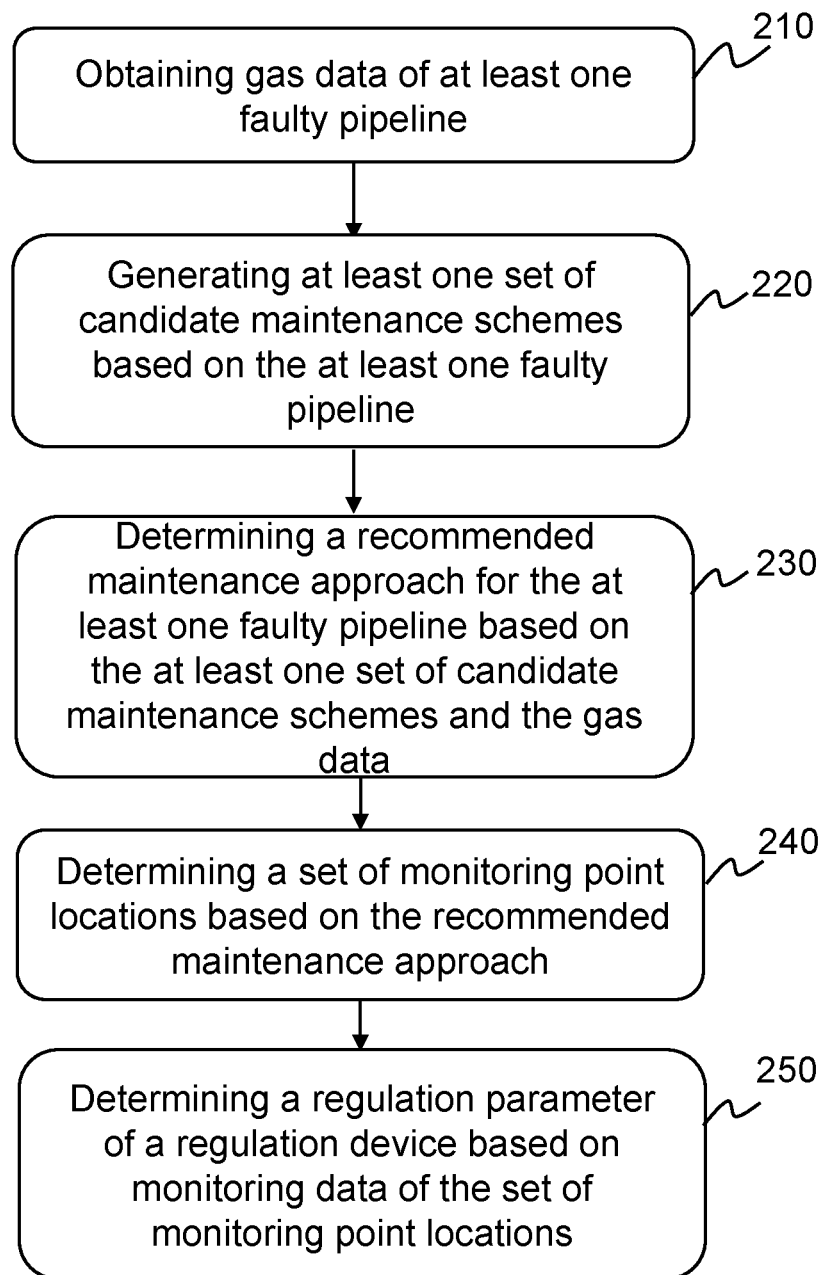 210
Obtaining gas data of at least one
faulty pipeline
220
Generating at least one set of
candidate maintenance schemes
based on the at least one faulty
pipeline
230
Determining a recommended
maintenance approach for the at
least one faulty pipeline based on
the at least one set of candidate
maintenance schemes and the gas
data
240
Determining a set of monitoring point
locations based on the recommended
maintenance approach
250
Determining a regulation parameter
of a regulation device based on
monitoring data of the set of
monitoring point locations